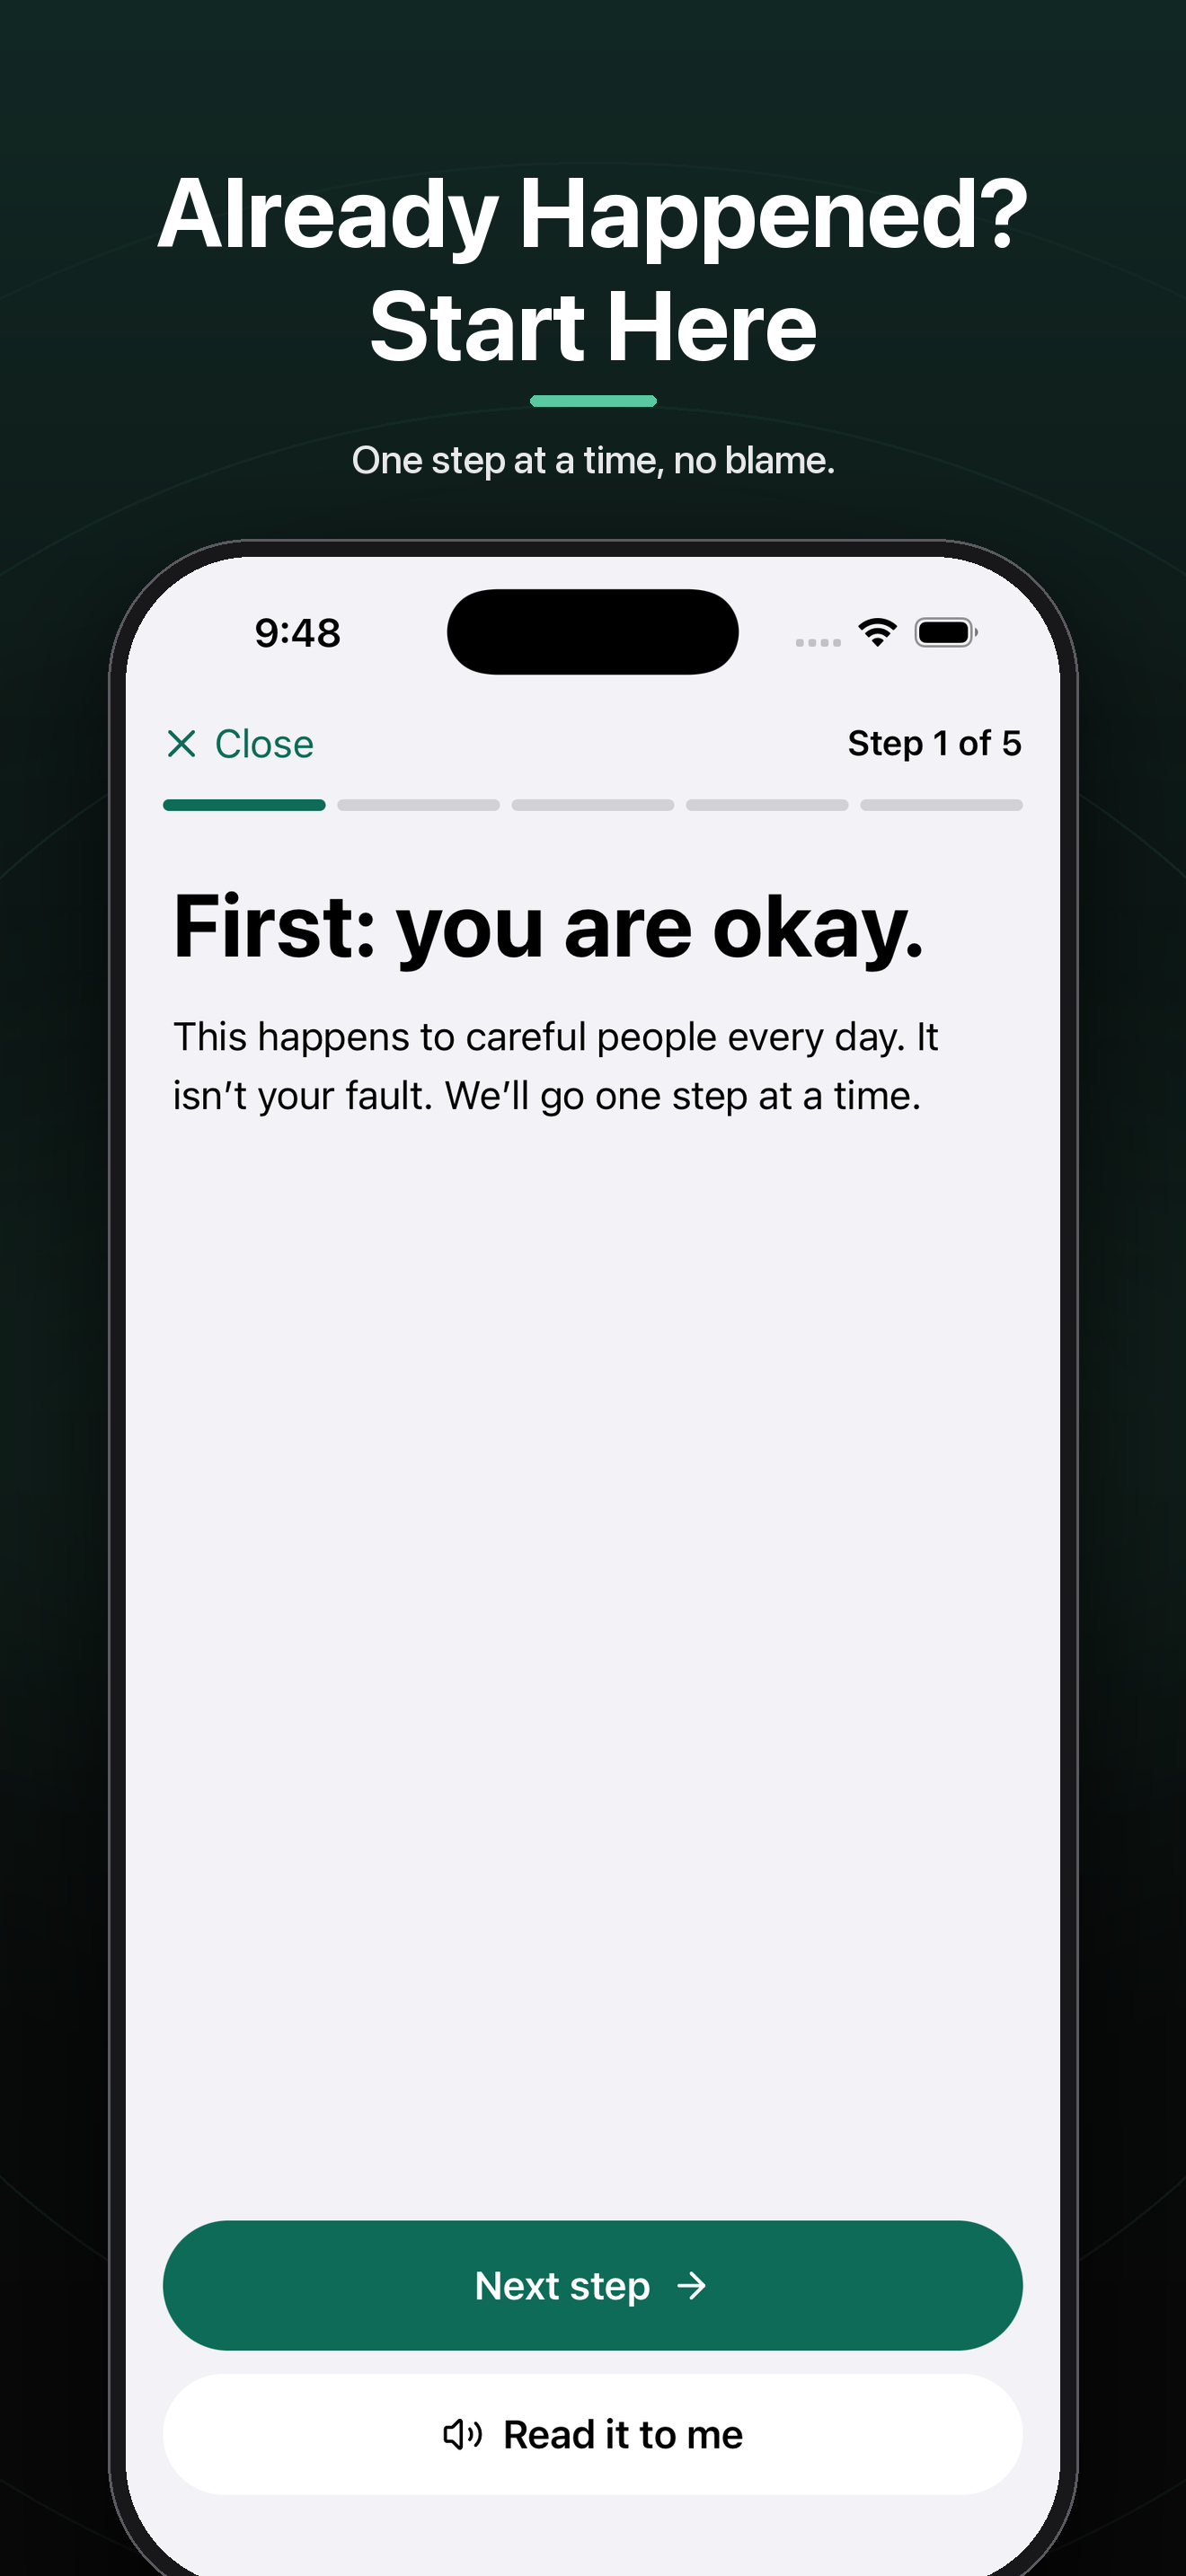 Already Happened?
Start Here
One step at a time, no blame.
9:48
Close
Step 1 of 5
First: you are okay.
This happens to careful people every day. It
isn’t your fault. We’ll go one step at a time.
Next step
Read it to me